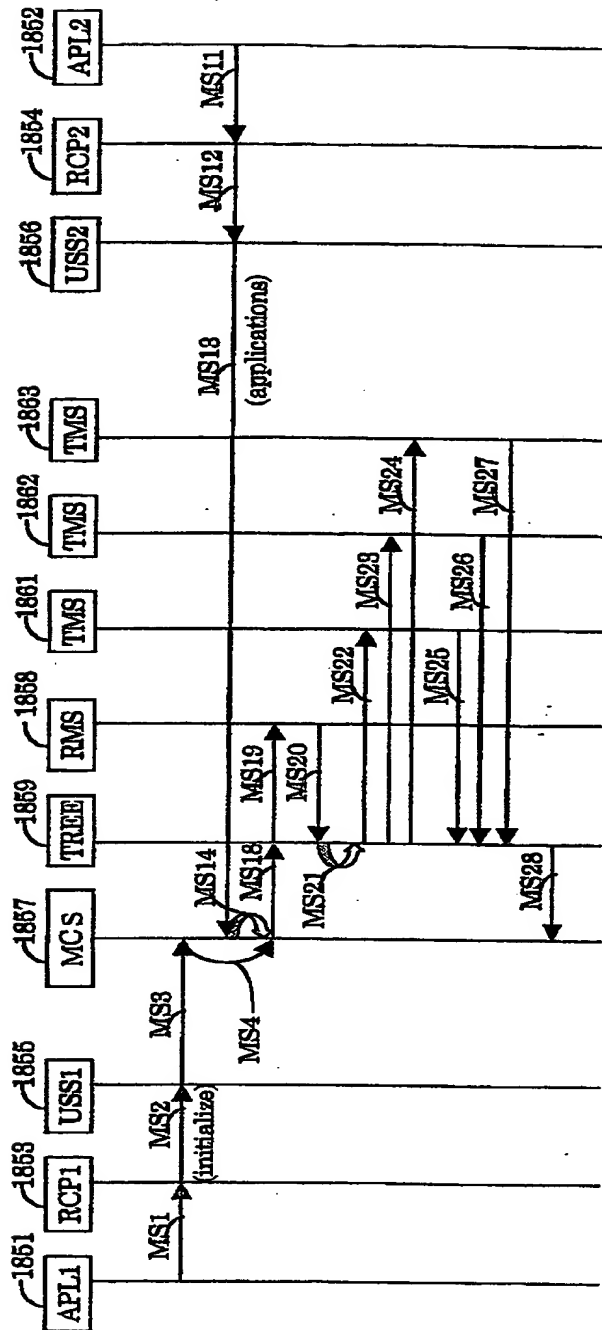 1851
APL1
1853
RCP1
1855
USS1
1857
MCS
1859
TREE
1858
RMS
1861
TMS
1862
TMS
1863
TMS
1856
USS2
1854
RCP2
1852
APL2
MS1
MS2
(initialize)
MS3
MS4
MS11
MS12
MS13
(applications)
MS14
MS18
MS19
MS20
MS21
MS22
MS23
MS24
MS25
MS26
MS27
MS28